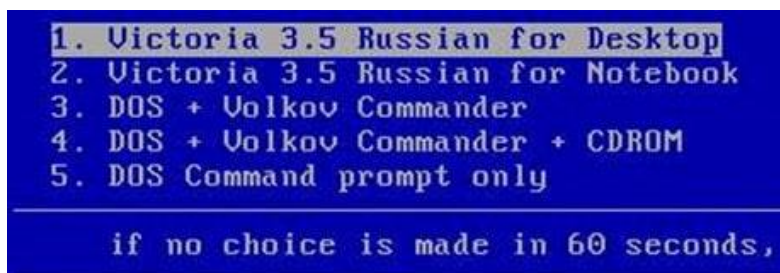 1. Victoria 3.5 Russian for Desktop
2. Victoria 3.5 Russian for Notebook
3. DOS + Volkov Commander
4. DOS + Volkov Commander + CDROM
5. DOS Command prompt only
if no choice is made in 60 seconds,